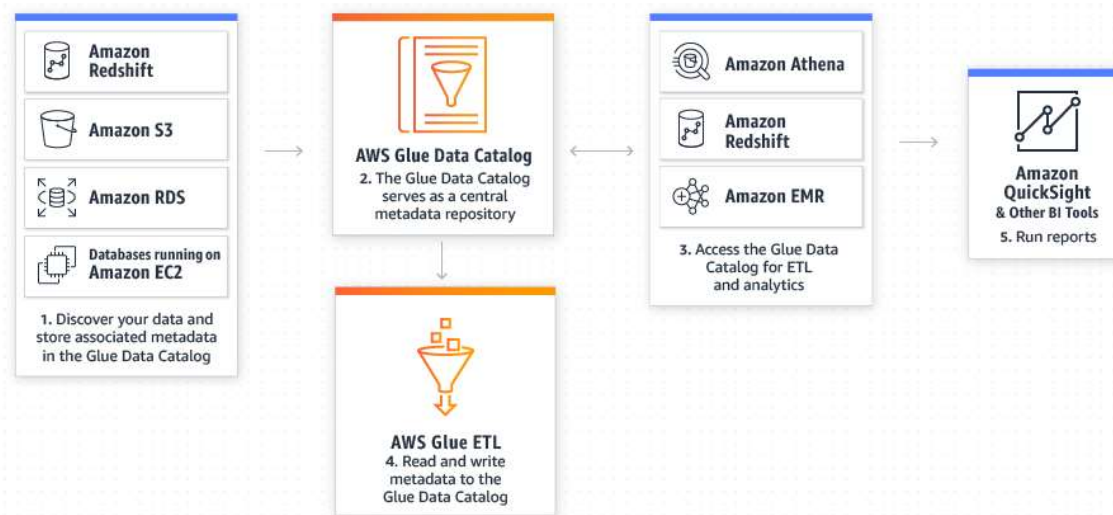 Amazon
Redshift
Amazon S3
Amazon RDS
Databases running on
Amazon EC2
1. Discover your data and
store associated metadata
in the Glue Data Catalog
AWS Glue Data Catalog
2. The Glue Data Catalog
serves as a central
metadata repository
AWS Glue ETL
4. Read and write
metadata to the
Glue Data Catalog
Amazon Athena
Amazon
Redshift
Amazon EMR
3. Access the Glue Data
Catalog for ETL
and analytics
Amazon
QuickSight
& Other BI Tools
5. Run reports